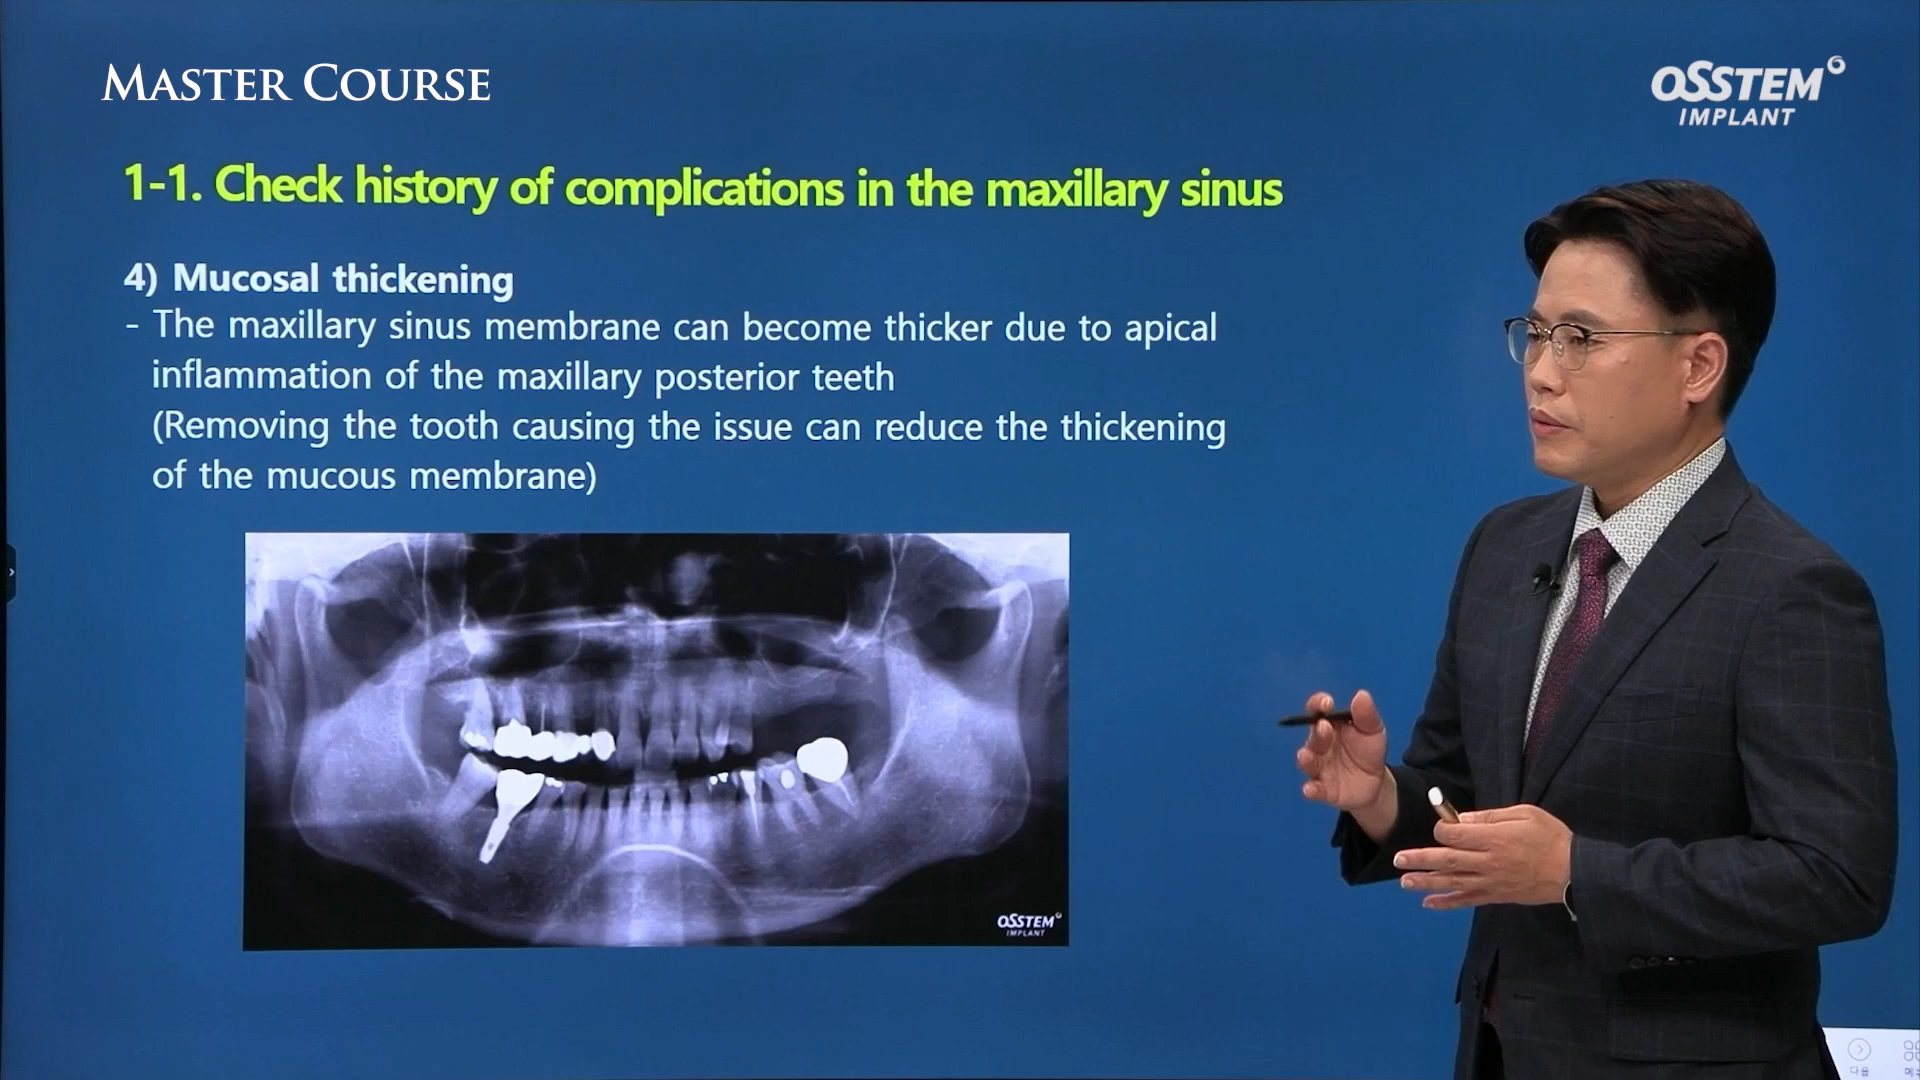 MASTER COURSE
OSSTEM
IMPLANT
1-1. Check history of complications in the maxillary sinus
4) Mucosal thickening
- The maxillary sinus membrane can become thicker due to apical
inflammation of the maxillary posterior teeth
(Removing the tooth causing the issue can reduce the thickening
of the mucous membrane)
OSSTEM
IMPLANT
다음